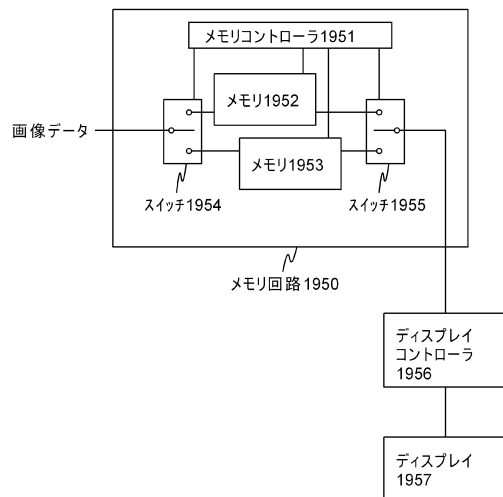 メモリコントローラ1951
メモリ1952
画像データ
メモリ1953
スイッチ1954
スイッチ1955
メモリ回路1950
ディスプレイ
コントローラ
1956
ディスプレイ
1957